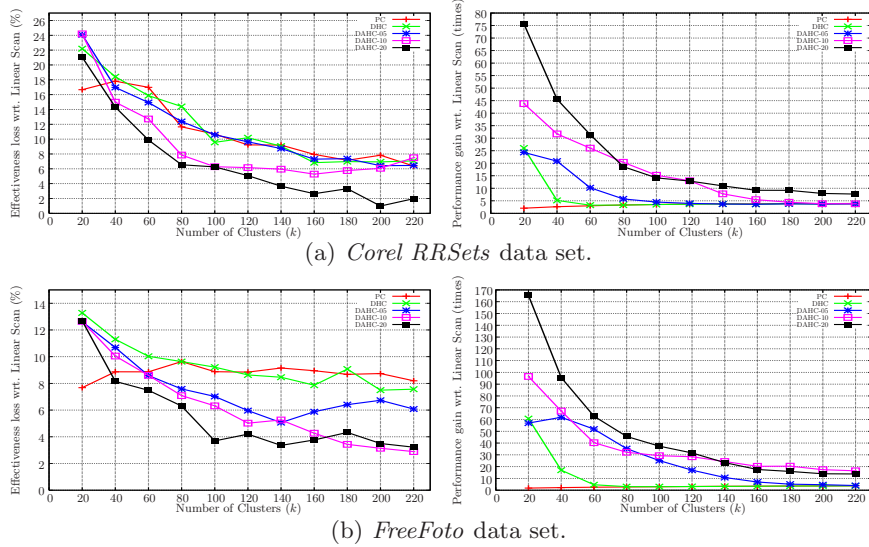 Effectiveness loss wrt. Linear Scan (%)
26
24
22
20
18
16
14
12
10
8
6
4
2
0
0 20 40 60 80 100 120 140 160 180 200 220
Number of Clusters (k)
PC
DHC
DAHC-05
DAHC-10
DAHC-20
Performance gain wrt. Linear Scan (times)
80
75
70
65
60
55
50
45
40
35
30
25
20
15
10
5
0
0 20 40 60 80 100 120 140 160 180 200 220
Number of Clusters (k)
PC
DHC
DAHC-05
DAHC-10
DAHC-20
(a) Corel RRSets data set.
Effectiveness loss wrt. Linear Scan (%)
14
12
10
8
6
4
2
0
0 20 40 60 80 100 120 140 160 180 200 220
Number of Clusters (k)
PC
DHC
DAHC-05
DAHC-10
DAHC-20
Performance gain wrt. Linear Scan (times)
170
160
150
140
130
120
110
100
90
80
70
60
50
40
30
20
10
0
0 20 40 60 80 100 120 140 160 180 200 220
Number of Clusters (k)
PC
DHC
DAHC-05
DAHC-10
DAHC-20
(b) FreeFoto data set.